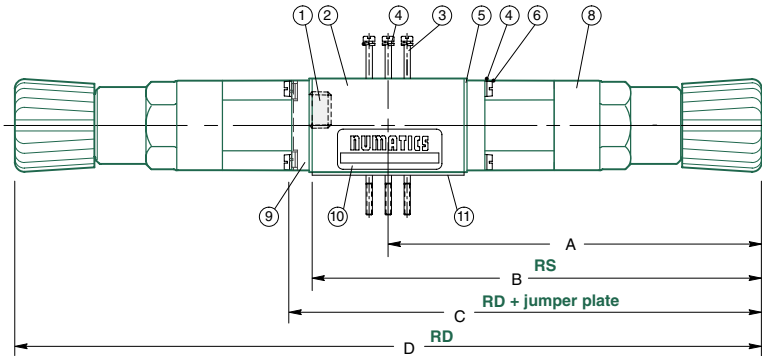 1 2 4 3 5 4 6 8
NUMATICS
9 10 11
A
RS
B
RD + jumper plate
C
RD
D